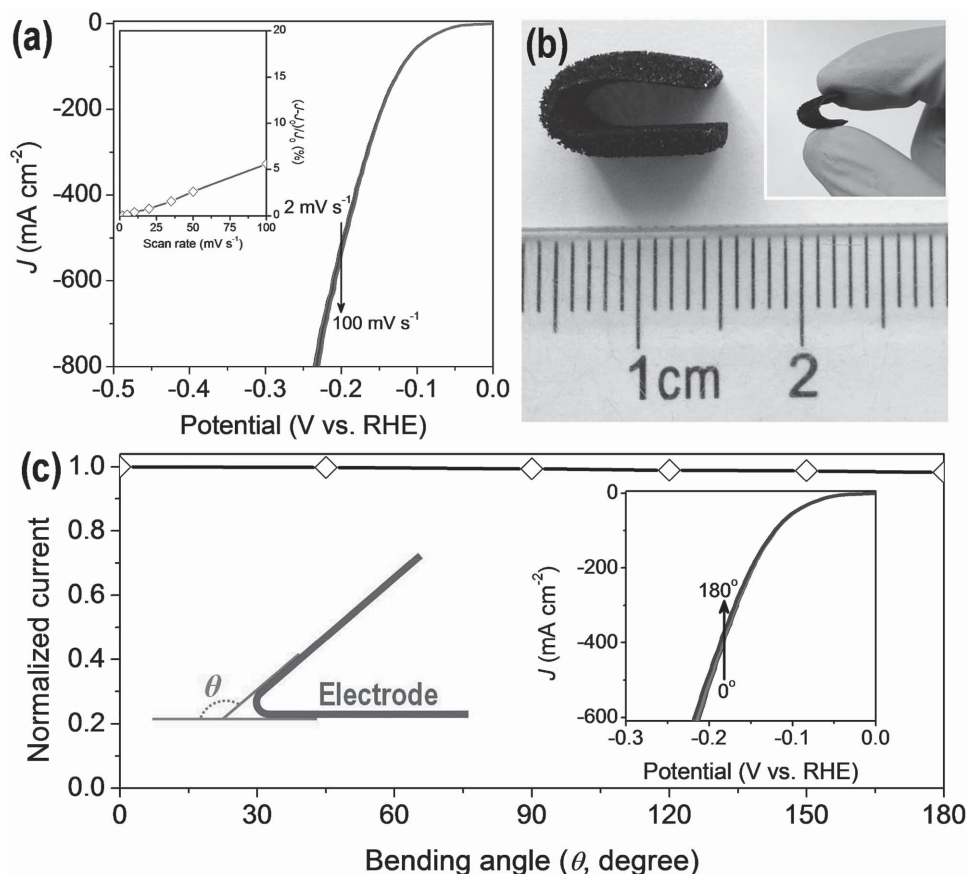 (a)
0
-200
-400
-600
-800
J (mA cm⁻²)
-0.5
-0.4
-0.3
-0.2
-0.1
0.0
Potential (V vs. RHE)
2 mV s⁻¹
100 mV s⁻¹
20
15
10
5
0
(J-J₀)/J₀ (%)
0
25
50
75
100
Scan rate (mV s⁻¹)
(b)
1cm
2
(c)
1.0
0.8
0.6
0.4
0.2
0.0
Normalized current
θ
Electrode
0
30
60
90
120
150
180
Bending angle (θ, degree)
0
-200
-400
-600
J (mA cm⁻²)
180°
0°
-0.3
-0.2
-0.1
0.0
Potential (V vs. RHE)